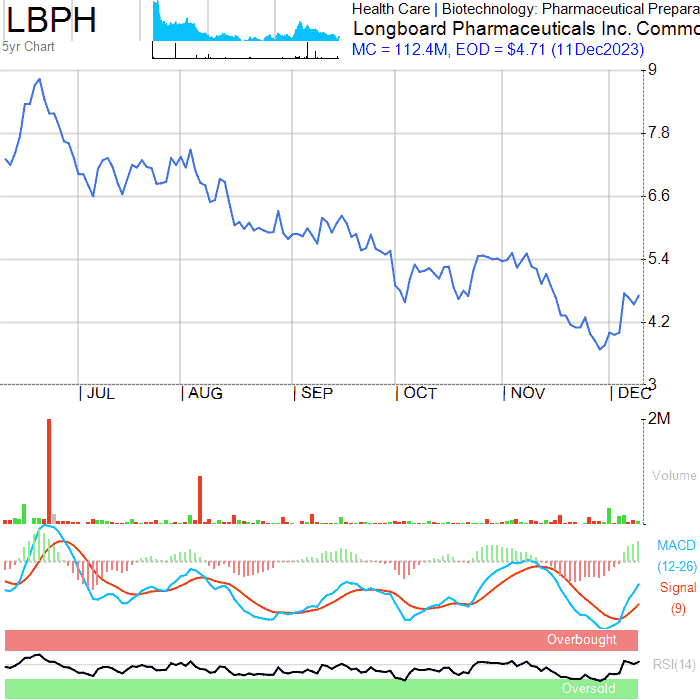 LBPH
5yr Chart
Health Care | Biotechnology: Pharmaceutical Prepara
Longboard Pharmaceuticals Inc. Commo
MC = 112.4M, EOD = $4.71 (11Dec2023)
9
7.8
6.6
5.4
4.2
3
| JUL | AUG | SEP | OCT | NOV | DEC
2M
Volume
MACD
(12-26)
Signal
(9)
Overbought
RSI(14)
Oversold